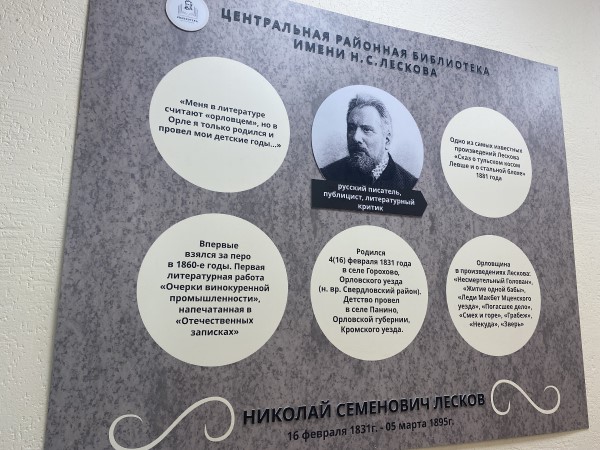 ЦЕНТРАЛЬНАЯ РАЙОННАЯ БИБЛИОТЕКА
ИМЕНИ Н.С.ЛЕСКОВА
«Меня в литературе
считают «орловцем», но в
Орле я только родился и
провел мои детские годы...»
русский писатель,
публицист, литературный
критик
Одно из самых известных
произведений Лескова
«Сказ о тульском косом
Левше и о стальной блохе»
1881 года
Впервые
взялся за перо
в 1860-е годы. Первая
литературная работа
«Очерки винокуренной
промышленности»,
напечатанная в
«Отечественных
записках»
Родился
4(16) февраля 1831 года
в селе Горохово,
Орловского уезда
(н. вр. Свердловский район).
Детство провел
в селе Панино,
Орловской губернии,
Кромского уезда.
Орловщина
в произведениях Лескова:
«Несмертельный Голован»,
«Житие одной бабы»,
«Леди Макбет Мценского
уезда», «Погасшее дело»,
«Смех и горе», «Грабеж»,
«Некуда», «Зверь»
НИКОЛАЙ СЕМЕНОВИЧ ЛЕСКОВ
16 февраля 1831г. - 05 марта 1895г.